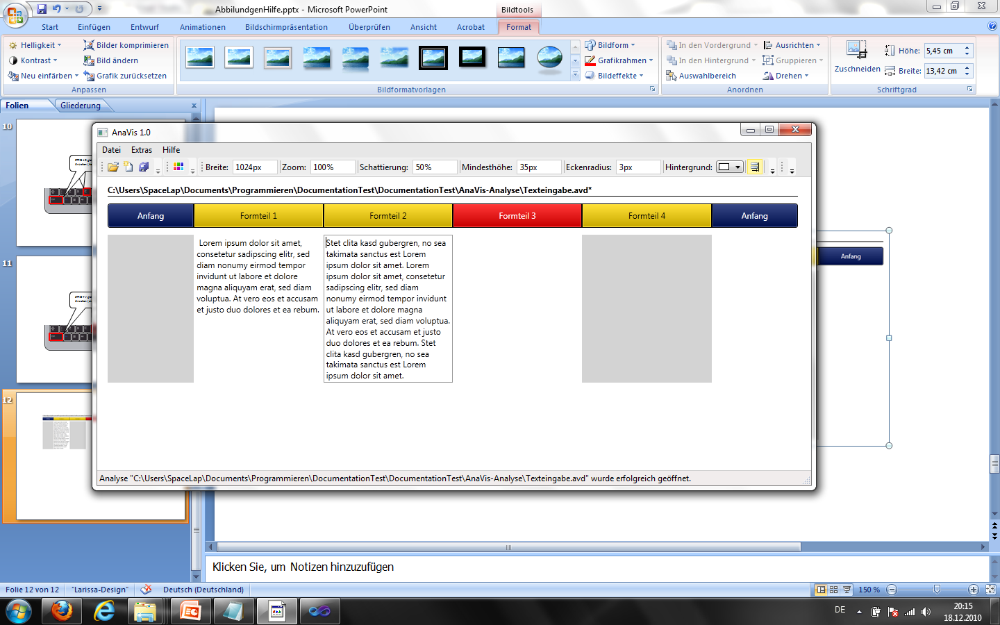 AbbilundgenHilfe.pptx - Microsoft PowerPoint
Bildtools
Start
Einfügen
Entwurf
Animationen
Bildschirmpräsentation
Überprüfen
Ansicht
Acrobat
Format
Helligkeit
Kontrast
Neu einfärben
Bilder komprimieren
Bild ändern
Grafik zurücksetzen
Anpassen
Bildformatvorlagen
Bildform
Grafikrahmen
Bildeffekte
In den Vordergrund
In den Hintergrund
Auswahlbereich
Ausrichten
Gruppieren
Drehen
Anordnen
Zuschneiden
Höhe: 5,45 cm
Breite: 13,42 cm
Schriftgrad
Folien
Gliederung
x
10
11
12
AnaVis 1.0
Datei Extras Hilfe
Breite: 1024px Zoom: 100% Schattierung: 50% Mindesthöhe: 35px Eckenradius: 3px Hintergrund:
C:\Users\SpaceLap\Documents\Programmieren\DocumentationTest\DocumentationTest\AnaVis-Analyse\Texteingabe.avd*
Anfang Formteil 1 Formteil 2 Formteil 3 Formteil 4 Anfang
Lorem ipsum dolor sit amet,
consetetur sadipscing elitr, sed
diam nonumy eirmod tempor
invidunt ut labore et dolore
magna aliquyam erat, sed diam
voluptua. At vero eos et accusam
et justo duo dolores et ea rebum.
Stet clita kasd gubergren, no sea
takimata sanctus est Lorem
ipsum dolor sit amet. Lorem
ipsum dolor sit amet, consetetur
sadipscing elitr, sed diam
nonumy eirmod tempor invidunt
ut labore et dolore magna
aliquyam erat, sed diam voluptua.
At vero eos et accusam et justo
duo dolores et ea rebum. Stet
clita kasd gubergren, no sea
takimata sanctus est Lorem
ipsum dolor sit amet.
Anfang
Analyse "C:\Users\SpaceLap\Documents\Programmieren\DocumentationTest\DocumentationTest\AnaVis-Analyse\Texteingabe.avd" wurde erfolgreich geöffnet.
Klicken Sie, um Notizen hinzuzufügen
Folie 12 von 12
"Larissa-Design"
Deutsch (Deutschland)
150 %
DE
20:15
18.12.2010